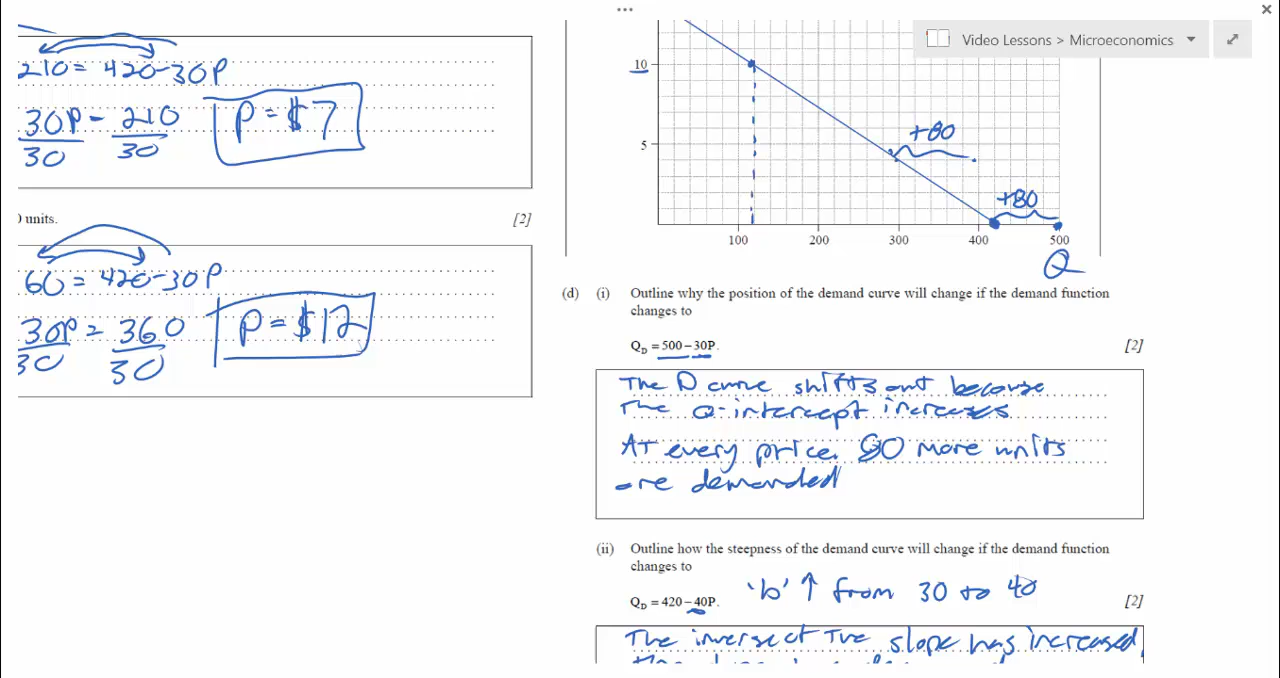 Video Lessons > Microeconomics
210 = 420-30P
30P = 210
30 30
P = $7
) units. [2]
60 = 420-30P
30P = 360
30 30
P = $12
10
5
+80
+80
100 200 300 400 500
Q
(d) (i) Outline why the position of the demand curve will change if the demand function
changes to
QD = 500 – 30P. [2]
The D curve shifts out because
The Q-intercept increases
At every price 80 more units
are demanded
(ii) Outline how the steepness of the demand curve will change if the demand function
changes to
'b' ↑ from 30 to 40
QD = 420 – 40P. [2]
The inverse of the slope has increased,